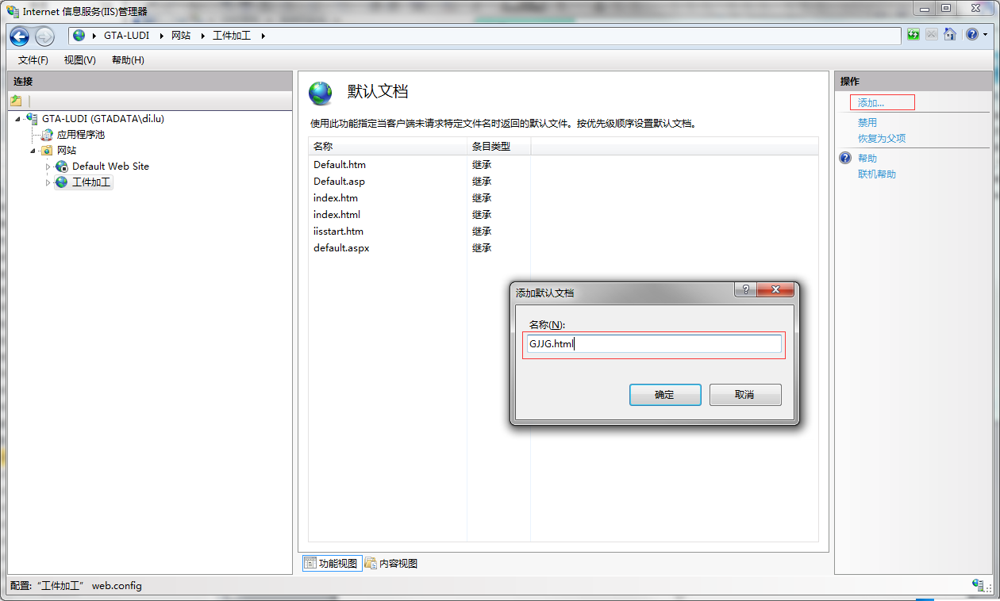 Internet 信息服务(IIS)管理器
GTA-LUDI 网站 工件加工
文件(F) 视图(V) 帮助(H)
连接
GTA-LUDI (GTADATA\di.lu)
应用程序池
网站
Default Web Site
工件加工
默认文档
使用此功能指定当客户端未请求特定文件名时返回的默认文件。按优先级顺序设置默认文档。
名称 条目类型
Default.htm 继承
Default.asp 继承
index.htm 继承
index.html 继承
iisstart.htm 继承
default.aspx 继承
添加默认文档
名称(N):
GJJG.html
确定 取消
功能视图 内容视图
操作
添加...
禁用
恢复为父项
帮助
联机帮助
配置: “工件加工” web.config